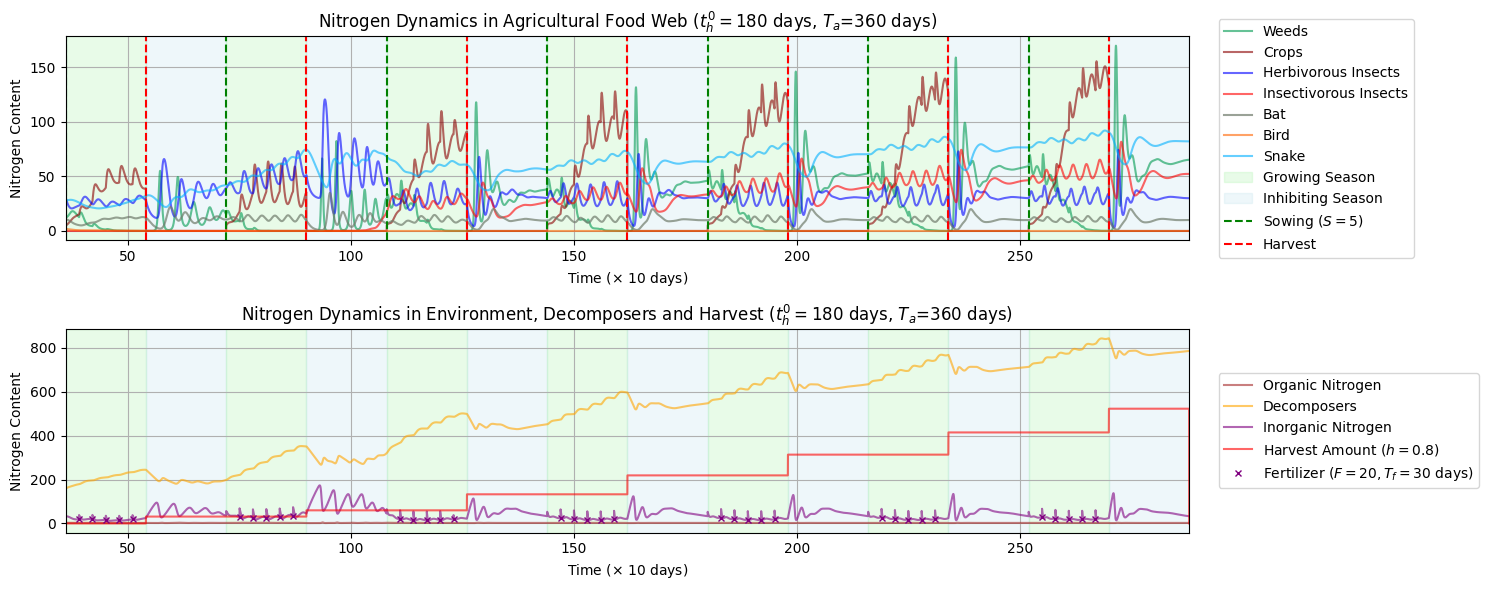 Nitrogen Dynamics in Agricultural Food Web ($t_h^0 = 180$ days, $T_a$=360 days)
Nitrogen Content
150
100
50
0
50 100 150 200 250
Time (× 10 days)
Weeds
Crops
Herbivorous Insects
Insectivorous Insects
Bat
Bird
Snake
Growing Season
Inhibiting Season
Sowing ($S = 5$)
Harvest
Nitrogen Dynamics in Environment, Decomposers and Harvest ($t_h^0 = 180$ days, $T_a$=360 days)
Nitrogen Content
800
600
400
200
0
50 100 150 200 250
Time (× 10 days)
Organic Nitrogen
Decomposers
Inorganic Nitrogen
Harvest Amount ($h = 0.8$)
Fertilizer ($F = 20, T_f = 30$ days)